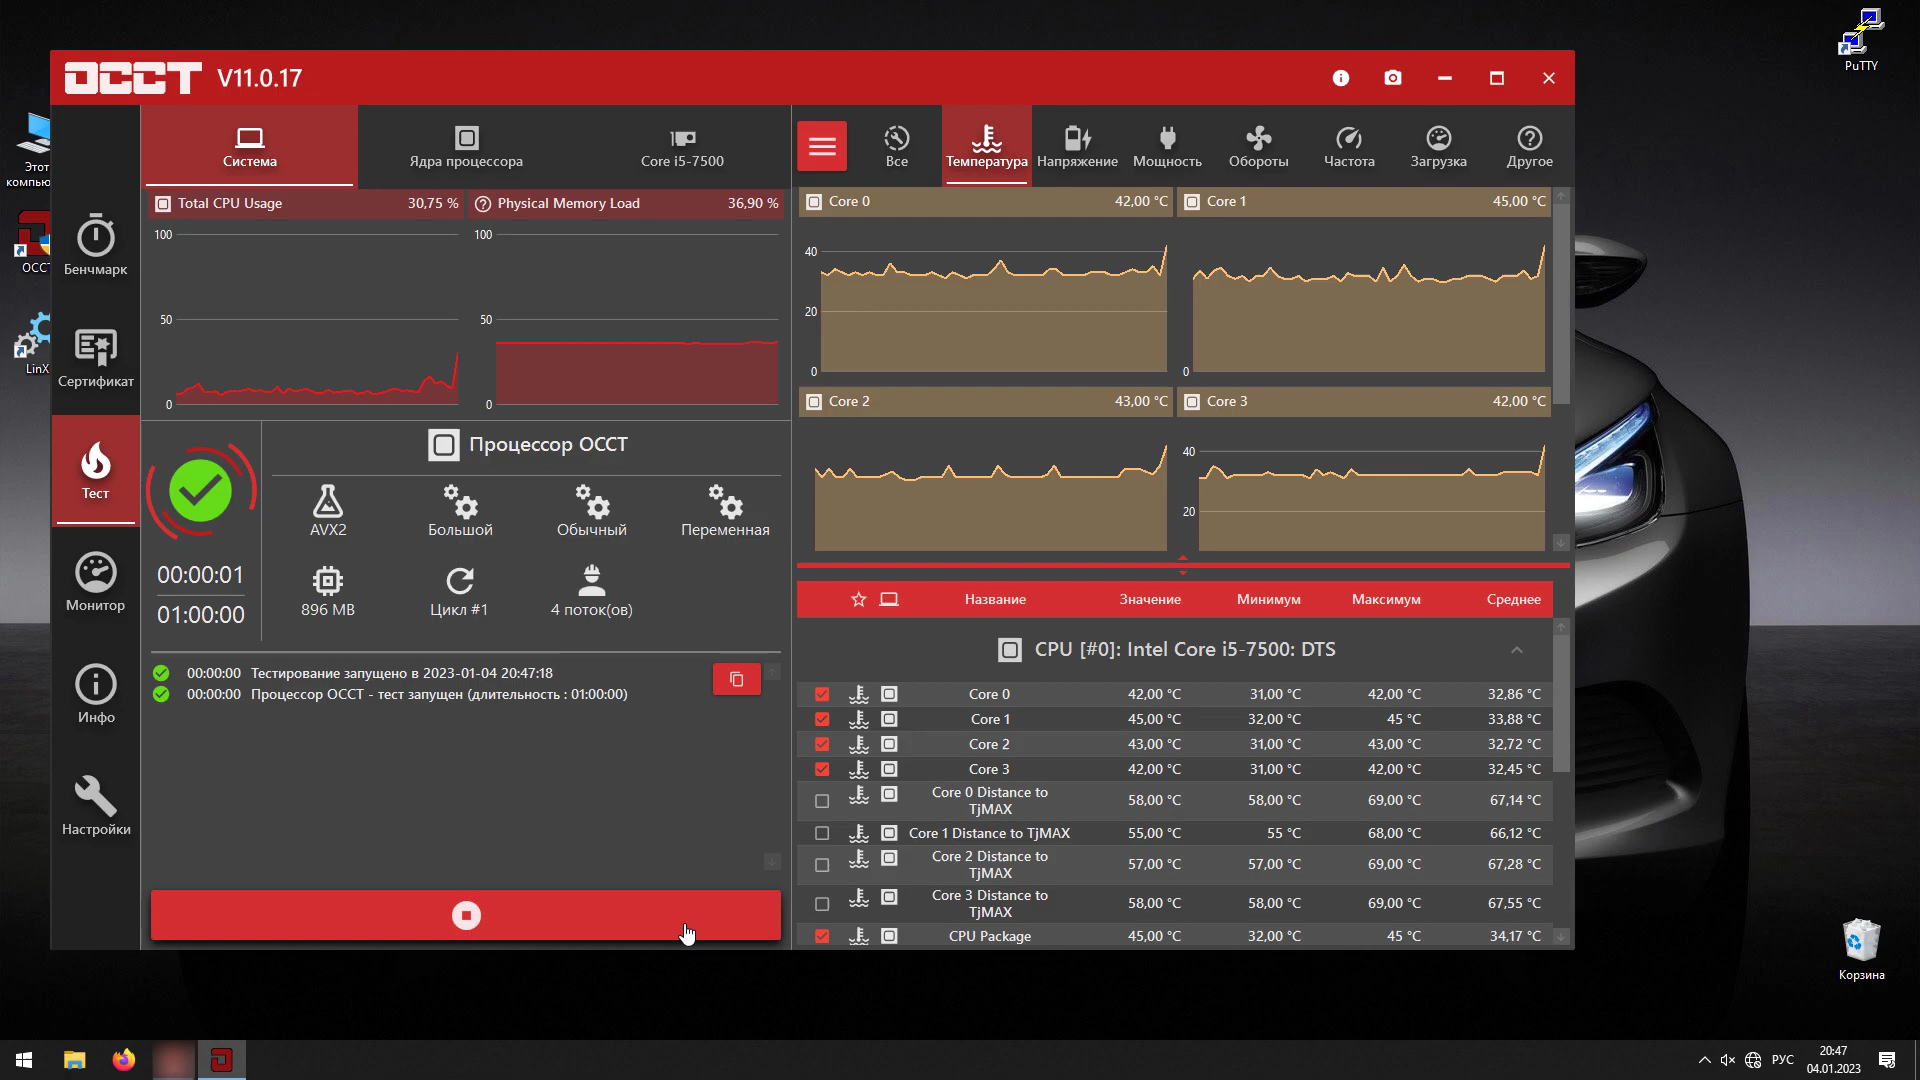 PuTTY
Этот
компью
OCCT
LinX
Корзина
OCCT V11.0.17
Бенчмарк
Сертификат
Тест
Монитор
Инфо
Настройки
Система
Ядра процессора
Core i5-7500
Total CPU Usage 30,75 %
Physical Memory Load 36,90 %
100
50
0
100
50
0
Процессор OCCT
00:00:01
01:00:00
AVX2
Большой
Обычный
Переменная
896 MB
Цикл #1
4 поток(ов)
00:00:00 Тестирование запущено в 2023-01-04 20:47:18
00:00:00 Процессор OCCT - тест запущен (длительность : 01:00:00)
Все
Температура
Напряжение
Мощность
Обороты
Частота
Загрузка
Другое
Core 0 42,00 °C
Core 1 45,00 °C
40
20
0
0
Core 2 43,00 °C
Core 3 42,00 °C
40
20
Название Значение Минимум Максимум Среднее
CPU [#0]: Intel Core i5-7500: DTS
Core 0 42,00 °C 31,00 °C 42,00 °C 32,86 °C
Core 1 45,00 °C 32,00 °C 45 °C 33,88 °C
Core 2 43,00 °C 31,00 °C 43,00 °C 32,72 °C
Core 3 42,00 °C 31,00 °C 42,00 °C 32,45 °C
Core 0 Distance to
TjMAX 58,00 °C 58,00 °C 69,00 °C 67,14 °C
Core 1 Distance to TjMAX 55,00 °C 55 °C 68,00 °C 66,12 °C
Core 2 Distance to
TjMAX 57,00 °C 57,00 °C 69,00 °C 67,28 °C
Core 3 Distance to
TjMAX 58,00 °C 58,00 °C 69,00 °C 67,55 °C
CPU Package 45,00 °C 32,00 °C 45 °C 34,17 °C
РУС
20:47
04.01.2023